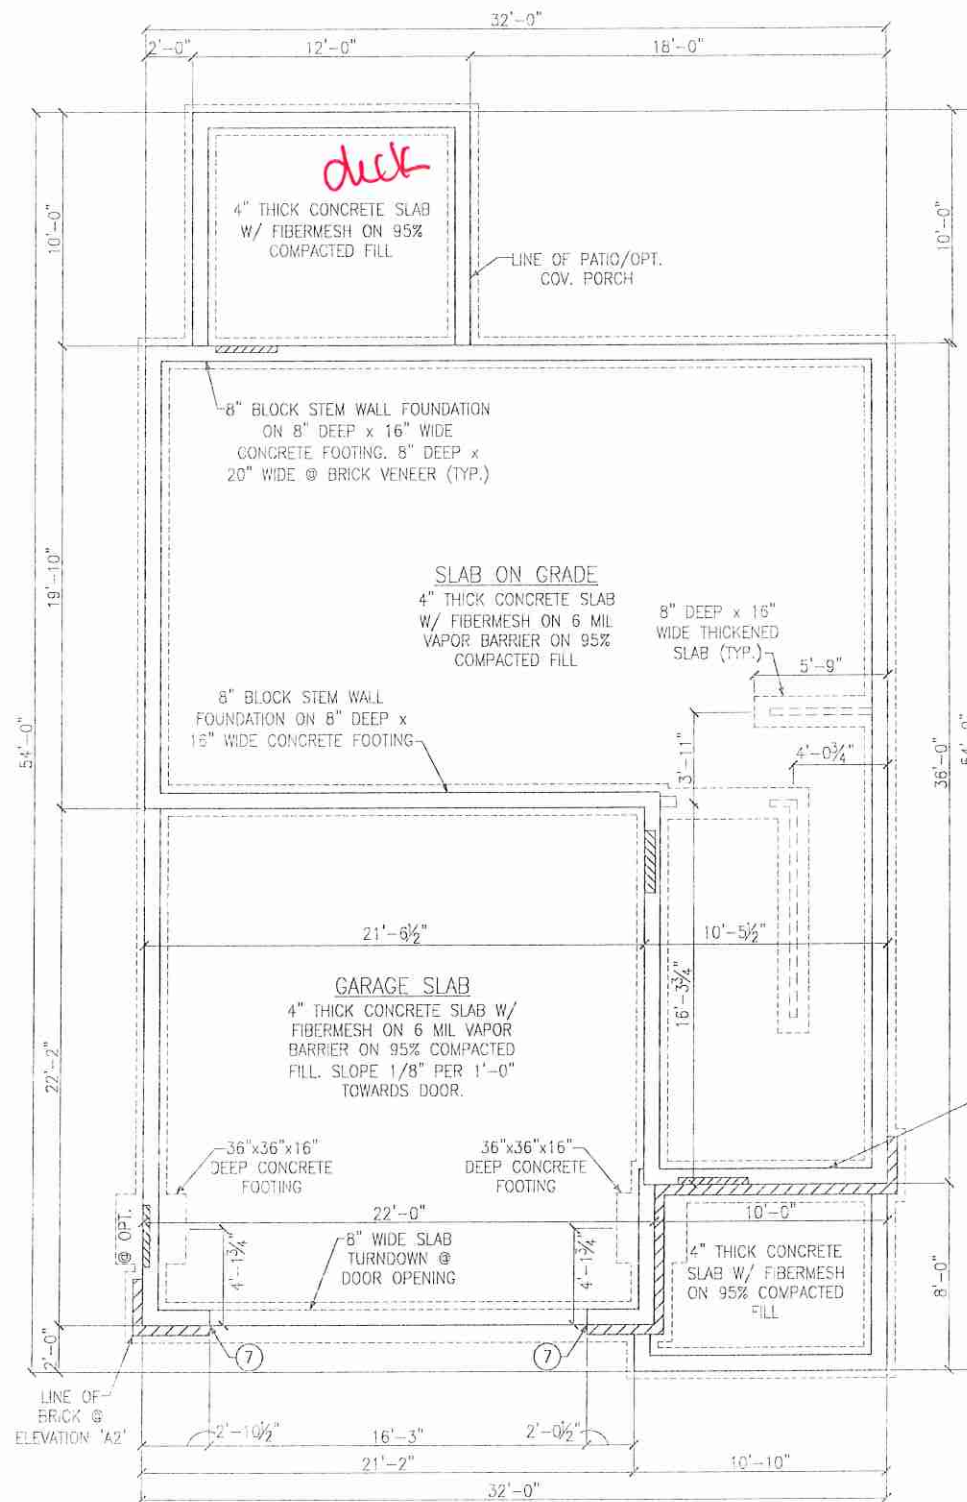 32'-0"
2'-0"
12'-0"
18'-0"
deck
4" THICK CONCRETE SLAB
W/ FIBERMESH ON 95%
COMPACTED FILL
10'-0"
10'-0"
LINE OF PATIO/OPT.
COV. PORCH
8" BLOCK STEM WALL FOUNDATION
ON 8" DEEP x 16" WIDE
CONCRETE FOOTING. 8" DEEP x
20" WIDE @ BRICK VENEER (TYP.)
19'-10"
SLAB ON GRADE
4" THICK CONCRETE SLAB
W/ FIBERMESH ON 6 MIL
VAPOR BARRIER ON 95%
COMPACTED FILL
8" DEEP x 16"
WIDE THICKENED
SLAB (TYP.)
5'-9"
8" BLOCK STEM WALL
FOUNDATION ON 8" DEEP x
16" WIDE CONCRETE FOOTING
54'-0"
3'-11"
4'-0¾"
36'-0"
54'-0"
21'-6½"
10'-5½"
GARAGE SLAB
4" THICK CONCRETE SLAB W/
FIBERMESH ON 6 MIL VAPOR
BARRIER ON 95% COMPACTED
FILL. SLOPE 1/8" PER 1'-0"
TOWARDS DOOR.
16'-3¾"
22'-2"
36"x36"x16"
DEEP CONCRETE
FOOTING
36"x36"x16"
DEEP CONCRETE
FOOTING
@ OPT.
22'-0"
10'-0"
4'-1¾"
8" WIDE SLAB
TURNDOWN @
DOOR OPENING
4'-1¾"
4" THICK CONCRETE
SLAB W/ FIBERMESH
ON 95% COMPACTED
FILL
8'-0"
2'-0"
7
7
LINE OF
BRICK @
ELEVATION 'A2'
2'-10½"
16'-3"
2'-0½"
21'-2"
10'-10"
32'-0"